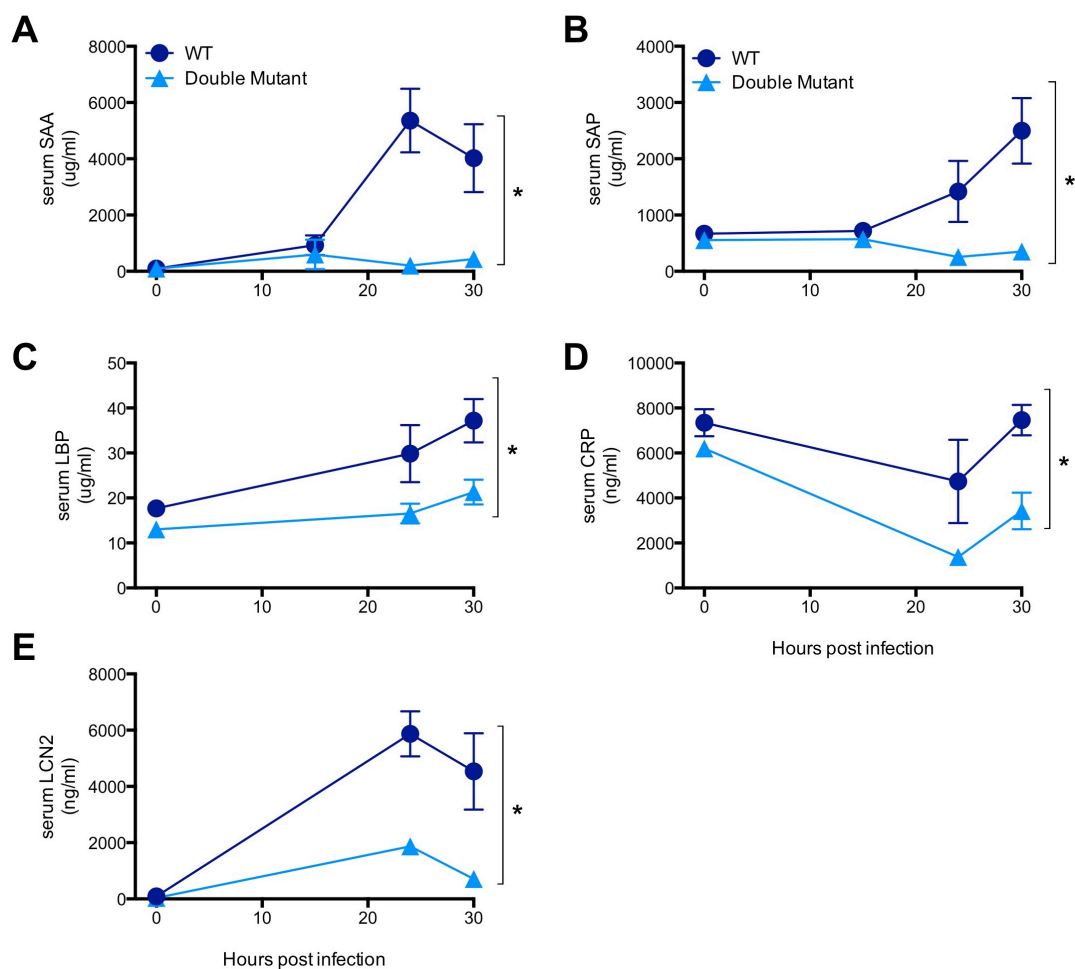 A
serum SAA
(ug/ml)
8000
6000
4000
2000
0
WT
Double Mutant
*
0 10 20 30
B
serum SAP
(ug/ml)
4000
3000
2000
1000
0
WT
Double Mutant
*
0 10 20 30
C
serum LBP
(ug/ml)
50
40
30
20
10
0
*
0 10 20 30
D
serum CRP
(ng/ml)
10000
8000
6000
4000
2000
0
*
0 10 20 30
Hours post infection
E
serum LCN2
(ng/ml)
8000
6000
4000
2000
0
*
0 10 20 30
Hours post infection